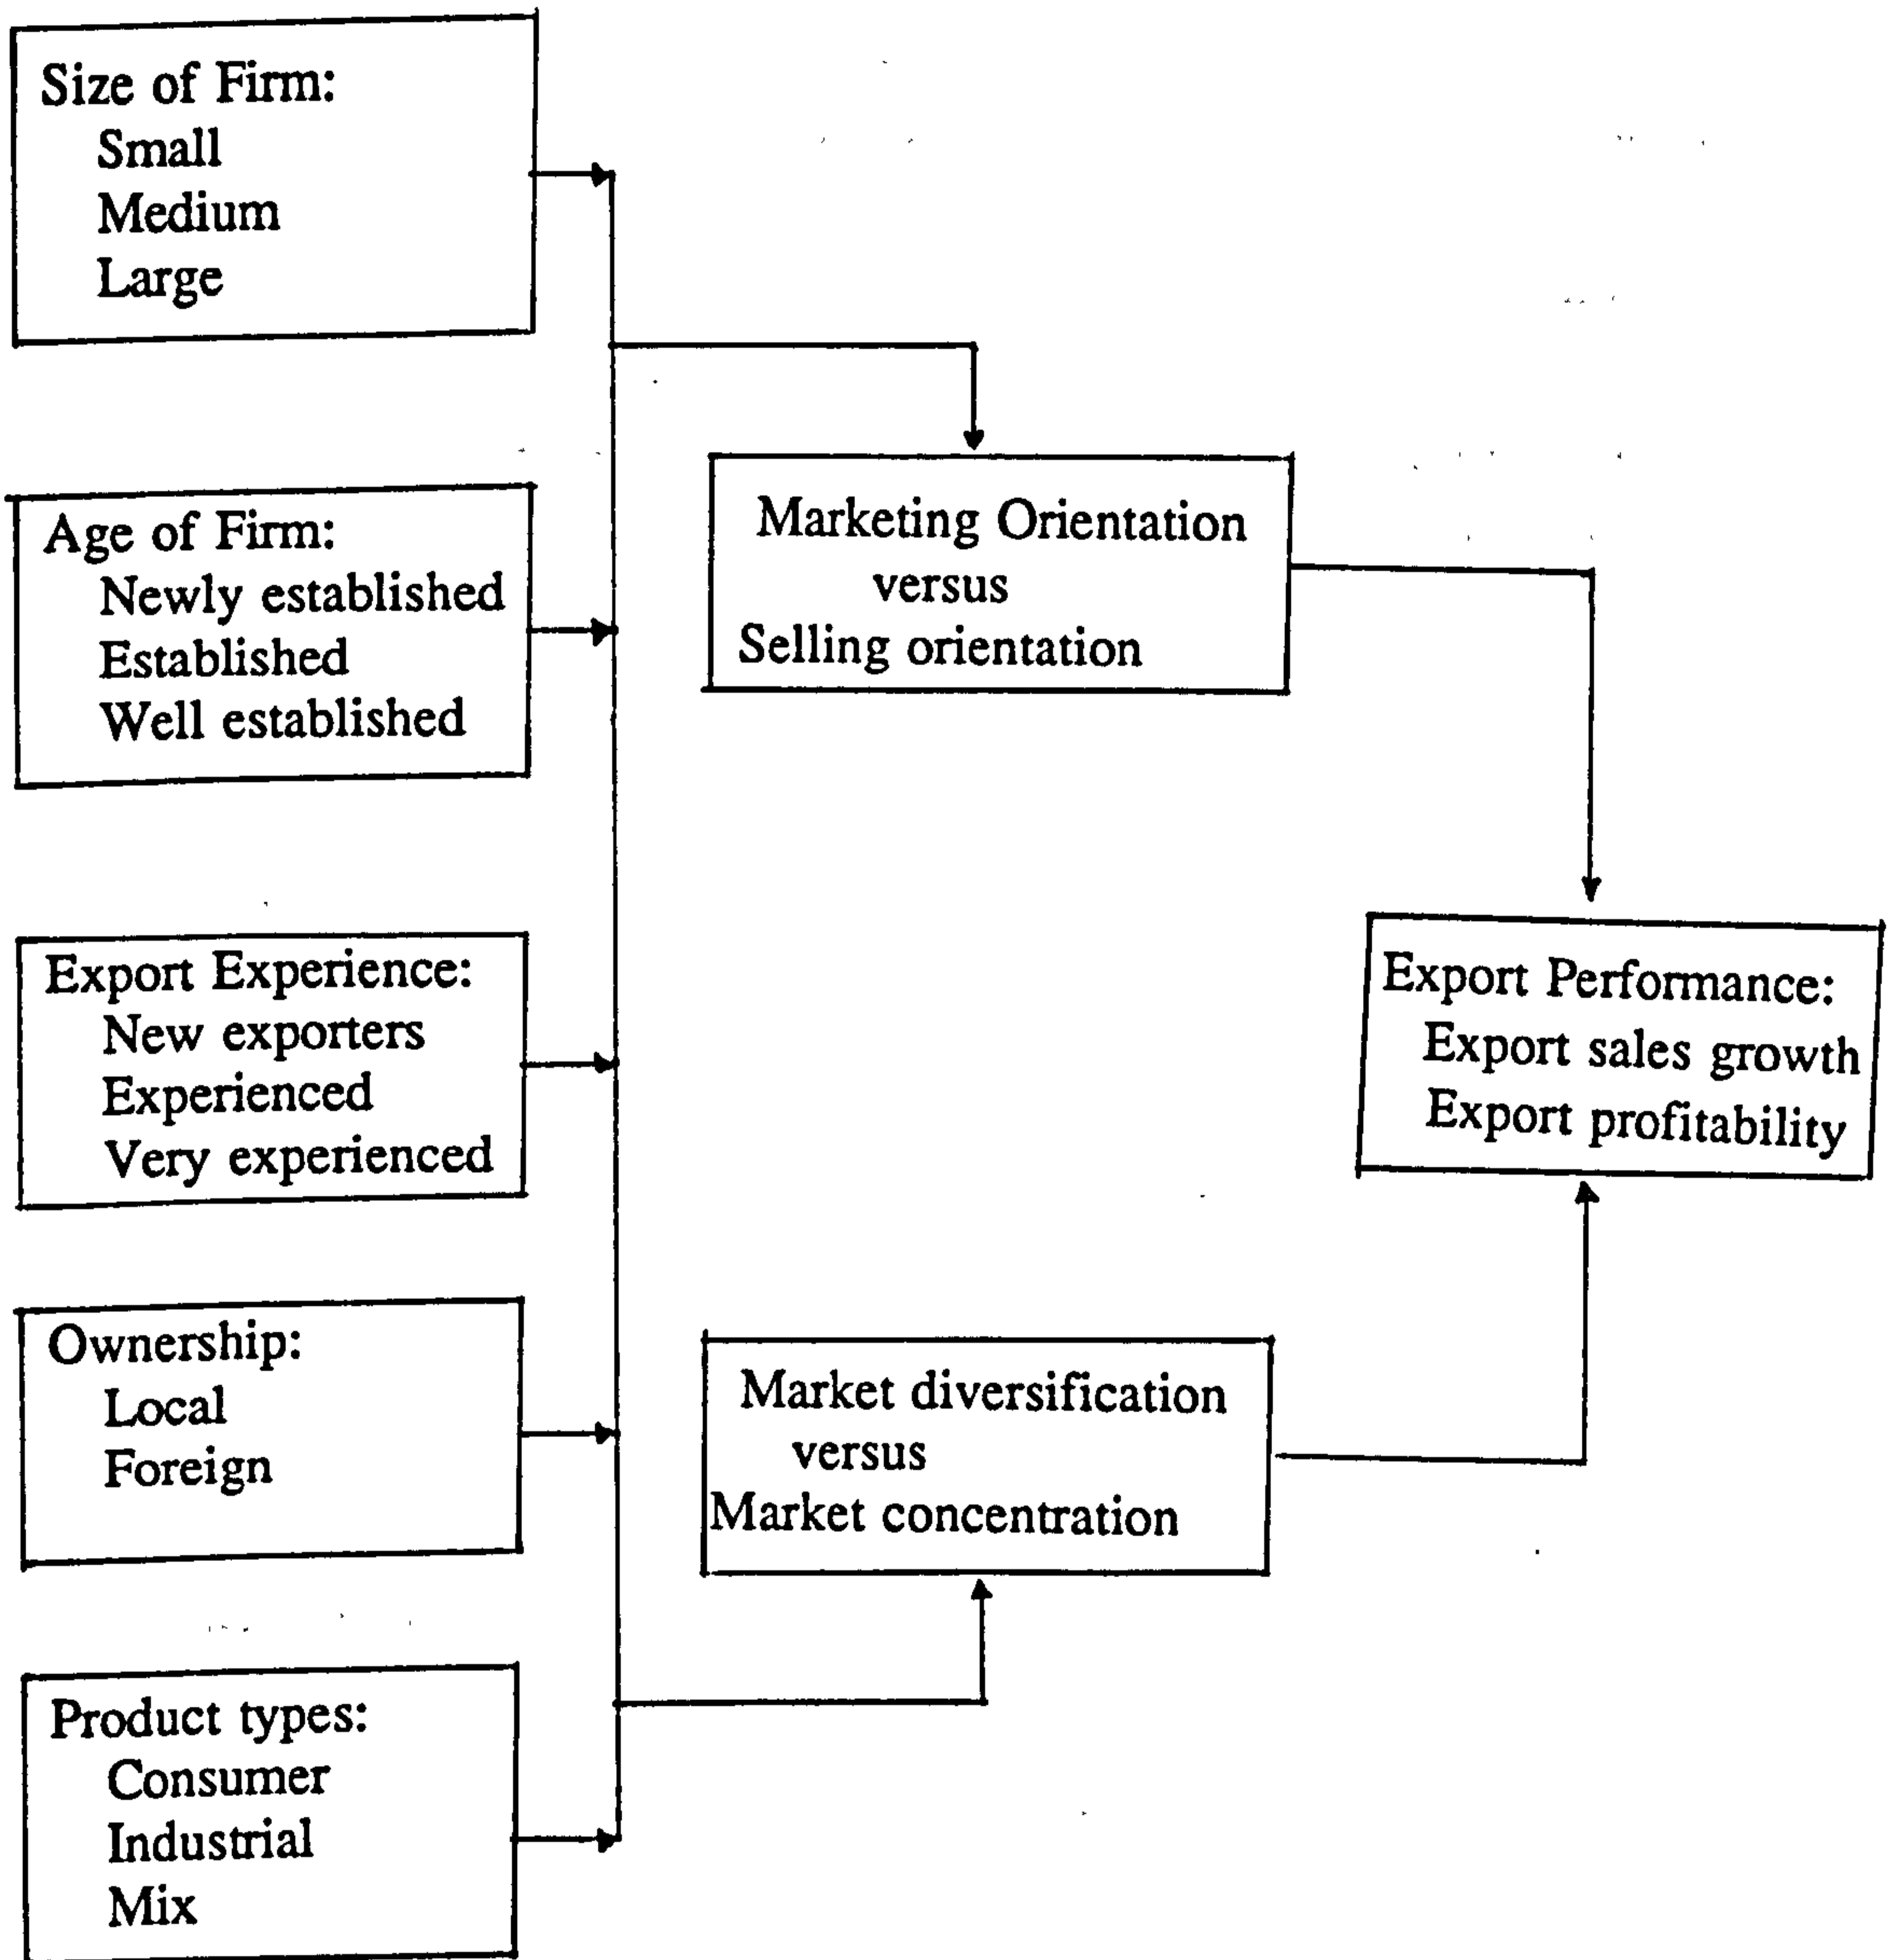 Size of Firm:
Small
Medium
Large
Age of Firm:
Newly established
Established
Well established
Export Experience:
New exporters
Experienced
Very experienced
Ownership:
Local
Foreign
Product types:
Consumer
Industrial
Mix
Marketing Orientation
versus
Selling orientation
Market diversification
versus
Market concentration
Export Performance:
Export sales growth
Export profitability